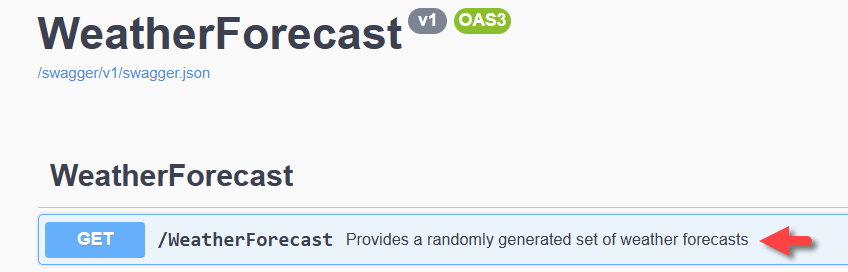 WeatherForecast v1 OAS3
/swagger/v1/swagger.json
WeatherForecast
GET /WeatherForecast Provides a randomly generated set of weather forecasts